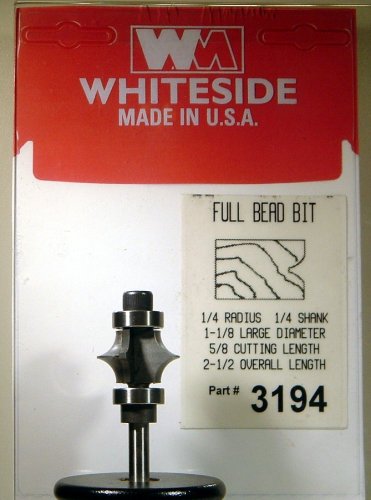 WM
WHITESIDE
MADE IN U.S.A.
FULL BEAD BIT
1/4 RADIUS 1/4 SHANK
1-1/8 LARGE DIAMETER
5/8 CUTTING LENGTH
2-1/2 OVERALL LENGTH
Part # 3194